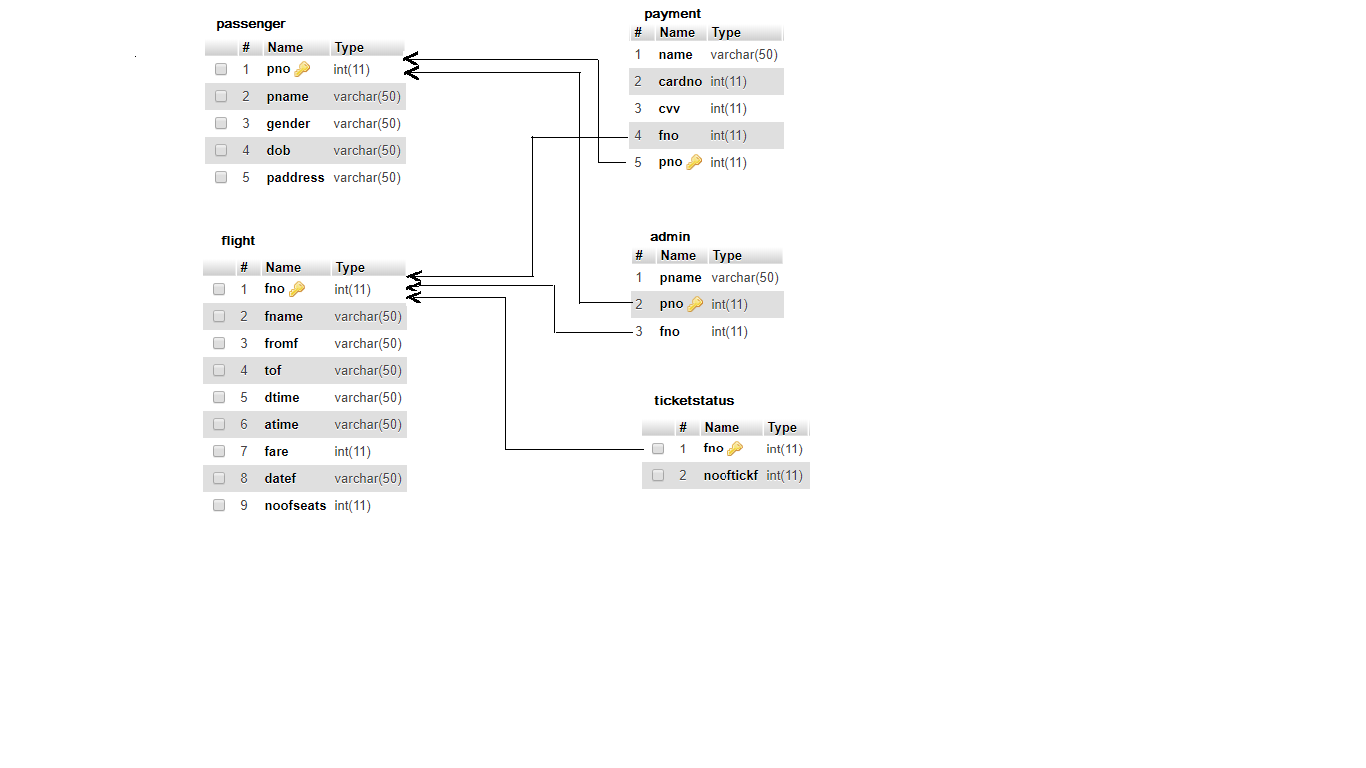 passenger
# Name Type
1 pno int(11)
2 pname varchar(50)
3 gender varchar(50)
4 dob varchar(50)
5 paddress varchar(50)
flight
# Name Type
1 fno int(11)
2 fname varchar(50)
3 fromf varchar(50)
4 tof varchar(50)
5 dtime varchar(50)
6 atime varchar(50)
7 fare int(11)
8 datef varchar(50)
9 noofseats int(11)
payment
# Name Type
1 name varchar(50)
2 cardno int(11)
3 cvv int(11)
4 fno int(11)
5 pno int(11)
admin
# Name Type
1 pname varchar(50)
2 pno int(11)
3 fno int(11)
ticketstatus
# Name Type
1 fno int(11)
2 nooftickf int(11)